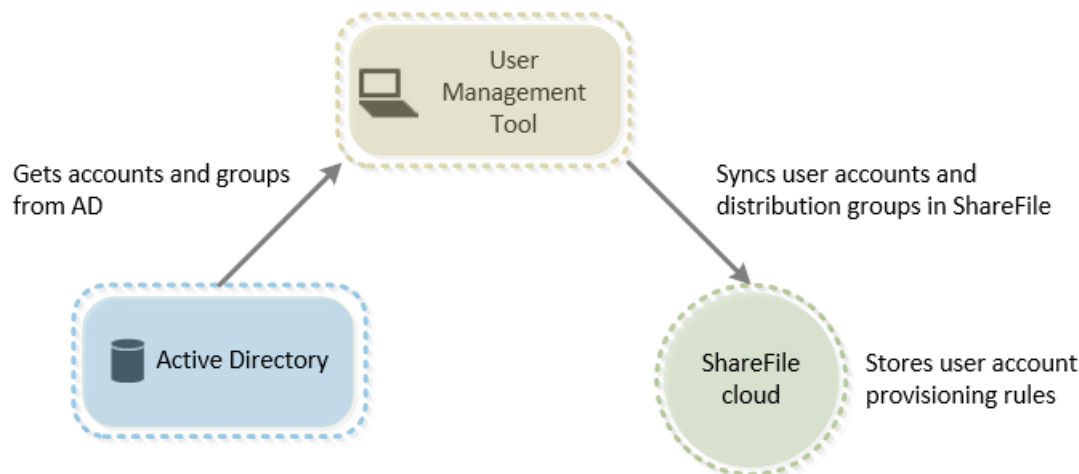 User
Management
Tool
Gets accounts and groups
from AD
Syncs user accounts and
distribution groups in ShareFile
Active Directory
ShareFile
cloud
Stores user account
provisioning rules